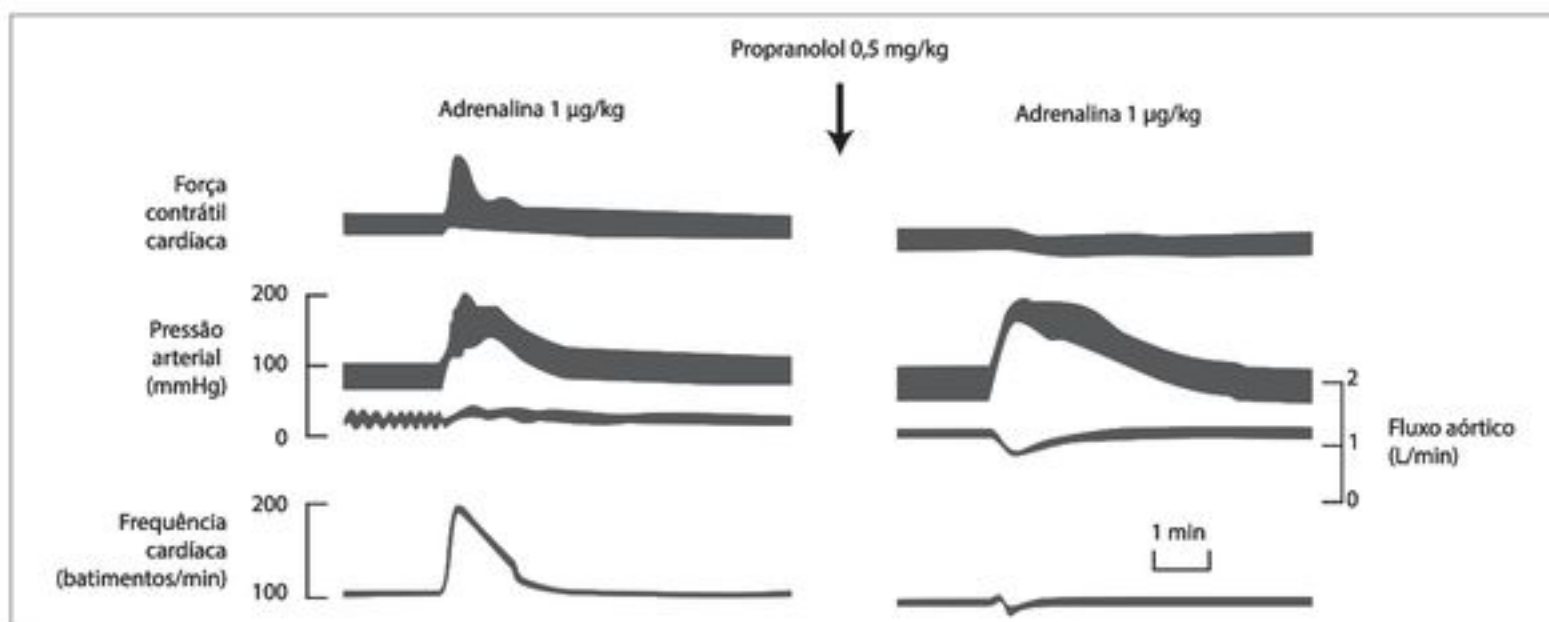 Propranolol 0,5 mg/kg
Adrenalina 1 µg/kg
Adrenalina 1 µg/kg
Força
contrátil
cardíaca
200
Pressão
arterial
(mmHg)
100
0
2
1
0
Fluxo aórtico
(L/min)
Frequência
cardíaca
(batimentos/min)
200
100
1 min